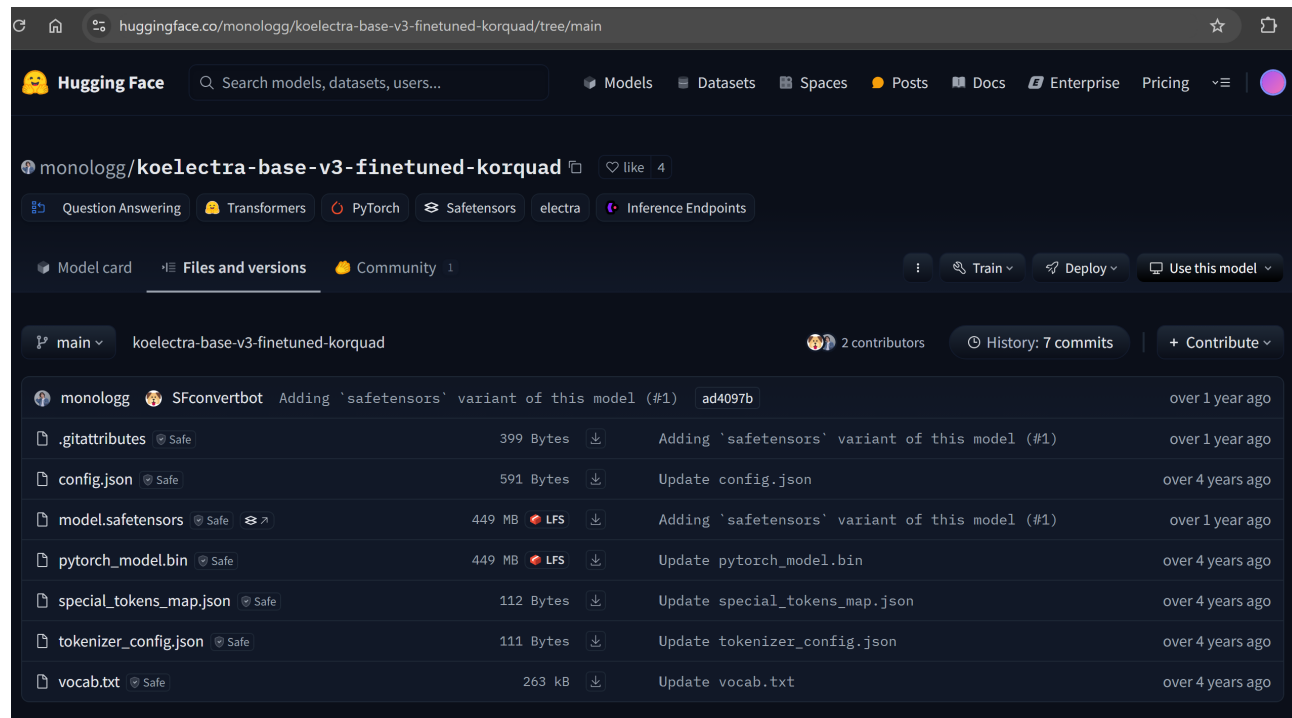 huggingface.co/monologg/koelectra-base-v3-finetuned-korquad/tree/main
Hugging Face Search models, datasets, users... Models Datasets Spaces Posts Docs Enterprise Pricing
monologg/koelectra-base-v3-finetuned-korquad like 4
Question Answering Transformers PyTorch Safetensors electra Inference Endpoints
Model card Files and versions Community 1 Train Deploy Use this model
main koelectra-base-v3-finetuned-korquad 2 contributors History: 7 commits + Contribute
monologg SFconvertbot Adding `safetensors` variant of this model (#1) ad4097b over 1 year ago
.gitattributes Safe 399 Bytes Adding `safetensors` variant of this model (#1) over 1 year ago
config.json Safe 591 Bytes Update config.json over 4 years ago
model.safetensors Safe 449 MB LFS Adding `safetensors` variant of this model (#1) over 1 year ago
pytorch_model.bin Safe 449 MB LFS Update pytorch_model.bin over 4 years ago
special_tokens_map.json Safe 112 Bytes Update special_tokens_map.json over 4 years ago
tokenizer_config.json Safe 111 Bytes Update tokenizer_config.json over 4 years ago
vocab.txt Safe 263 kB Update vocab.txt over 4 years ago